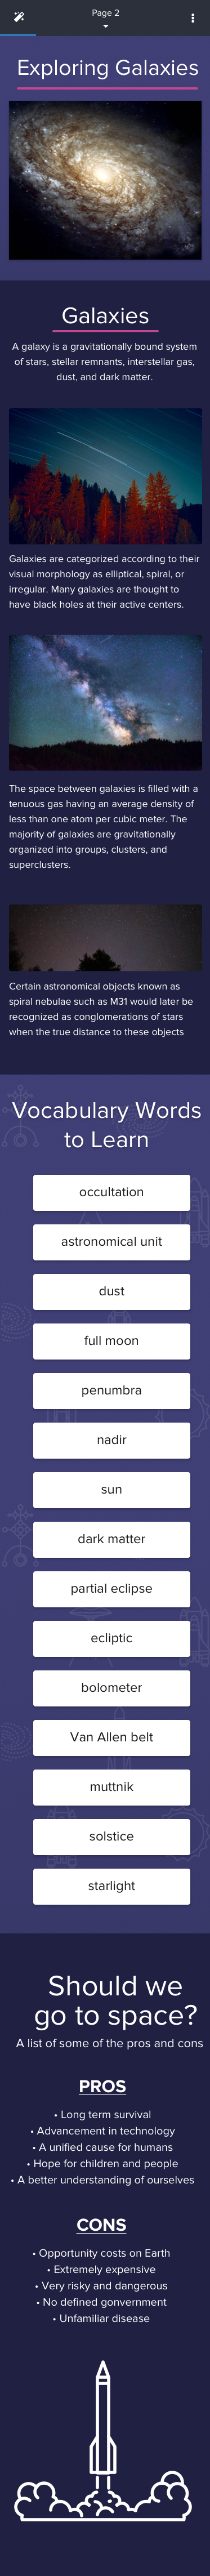 Page 2
Exploring Galaxies
Galaxies
A galaxy is a gravitationally bound system
of stars, stellar remnants, interstellar gas,
dust, and dark matter.
Galaxies are categorized according to their
visual morphology as elliptical, spiral, or
irregular. Many galaxies are thought to
have black holes at their active centers.
The space between galaxies is filled with a
tenuous gas having an average density of
less than one atom per cubic meter. The
majority of galaxies are gravitationally
organized into groups, clusters, and
superclusters.
Certain astronomical objects known as
spiral nebulae such as M31 would later be
recognized as conglomerations of stars
when the true distance to these objects
Vocabulary Words
to Learn
occultation
astronomical unit
dust
full moon
penumbra
nadir
sun
dark matter
partial eclipse
ecliptic
bolometer
Van Allen belt
muttnik
solstice
starlight
Should we
go to space?
A list of some of the pros and cons
PROS
• Long term survival
• Advancement in technology
• A unified cause for humans
• Hope for children and people
• A better understanding of ourselves
CONS
• Opportunity costs on Earth
• Extremely expensive
• Very risky and dangerous
• No defined gonvernment
• Unfamiliar disease